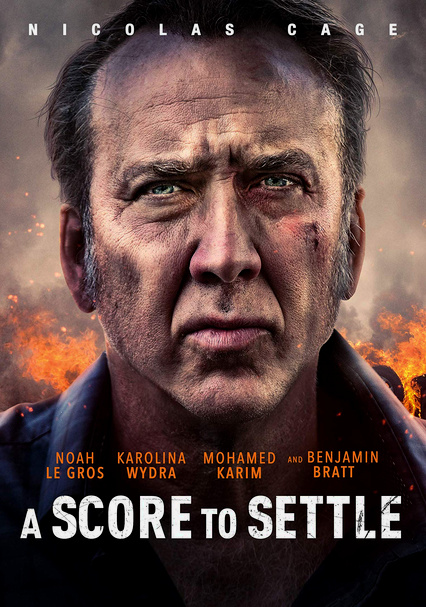 NICOLAS CAGE
NOAH KAROLINA MOHAMED AND BENJAMIN
LE GROS WYDRA KARIM BRATT
A SCORE TO SETTLE